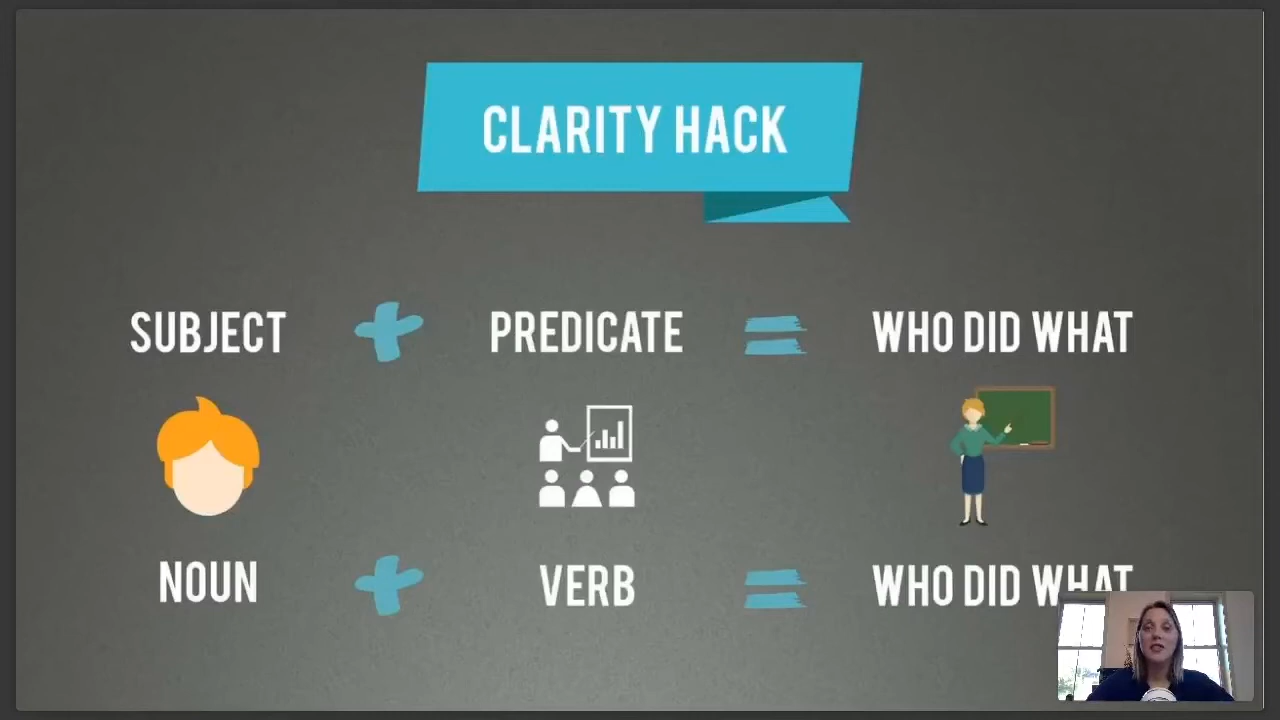 CLARITY HACK
SUBJECT + PREDICATE = WHO DID WHAT
NOUN + VERB = WHO DID WHAT